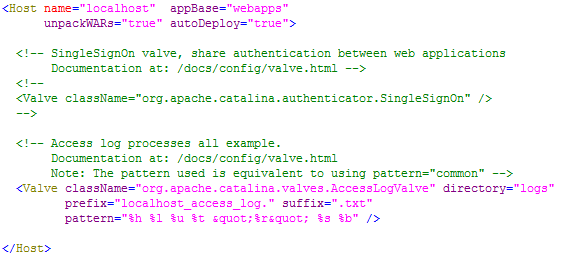 <Host name="localhost"  appBase="webapps"
      unpackWARs="true" autoDeploy="true">

  <!-- SingleSignOn valve, share authentication between web applications
       Documentation at: /docs/config/valve.html -->
  <!--
  <Valve className="org.apache.catalina.authenticator.SingleSignOn" />
  -->

  <!-- Access log processes all example.
       Documentation at: /docs/config/valve.html
       Note: The pattern used is equivalent to using pattern="common" -->
  <Valve className="org.apache.catalina.valves.AccessLogValve" directory="logs"
         prefix="localhost_access_log." suffix=".txt"
         pattern="%h %l %u %t &quot;%r&quot; %s %b" />

</Host>